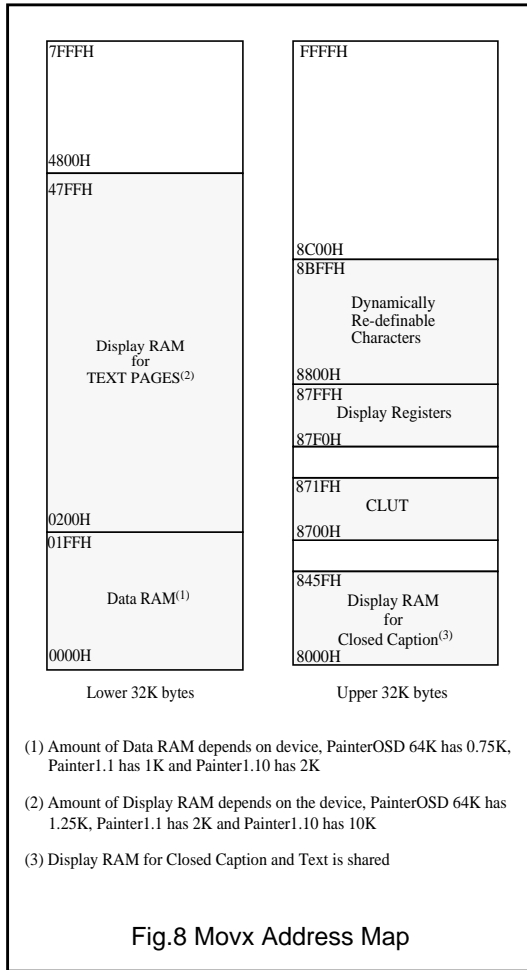 7FFFH
4800H
47FFH
Display RAM
for
TEXT PAGES(2)
0200H
01FFH
Data RAM(1)
0000H
Lower 32K bytes
FFFFH
8C00H
8BFFH
Dynamically
Re-definable
Characters
8800H
87FFH
Display Registers
87F0H
871FH
CLUT
8700H
845FH
Display RAM
for
Closed Caption(3)
8000H
Upper 32K bytes
(1) Amount of Data RAM depends on device, PainterOSD 64K has 0.75K,
Painter1.1 has 1K and Painter1.10 has 2K
(2) Amount of Display RAM depends on the device, PainterOSD 64K has
1.25K, Painter1.1 has 2K and Painter1.10 has 10K
(3) Display RAM for Closed Caption and Text is shared
Fig.8 Movx Address Map